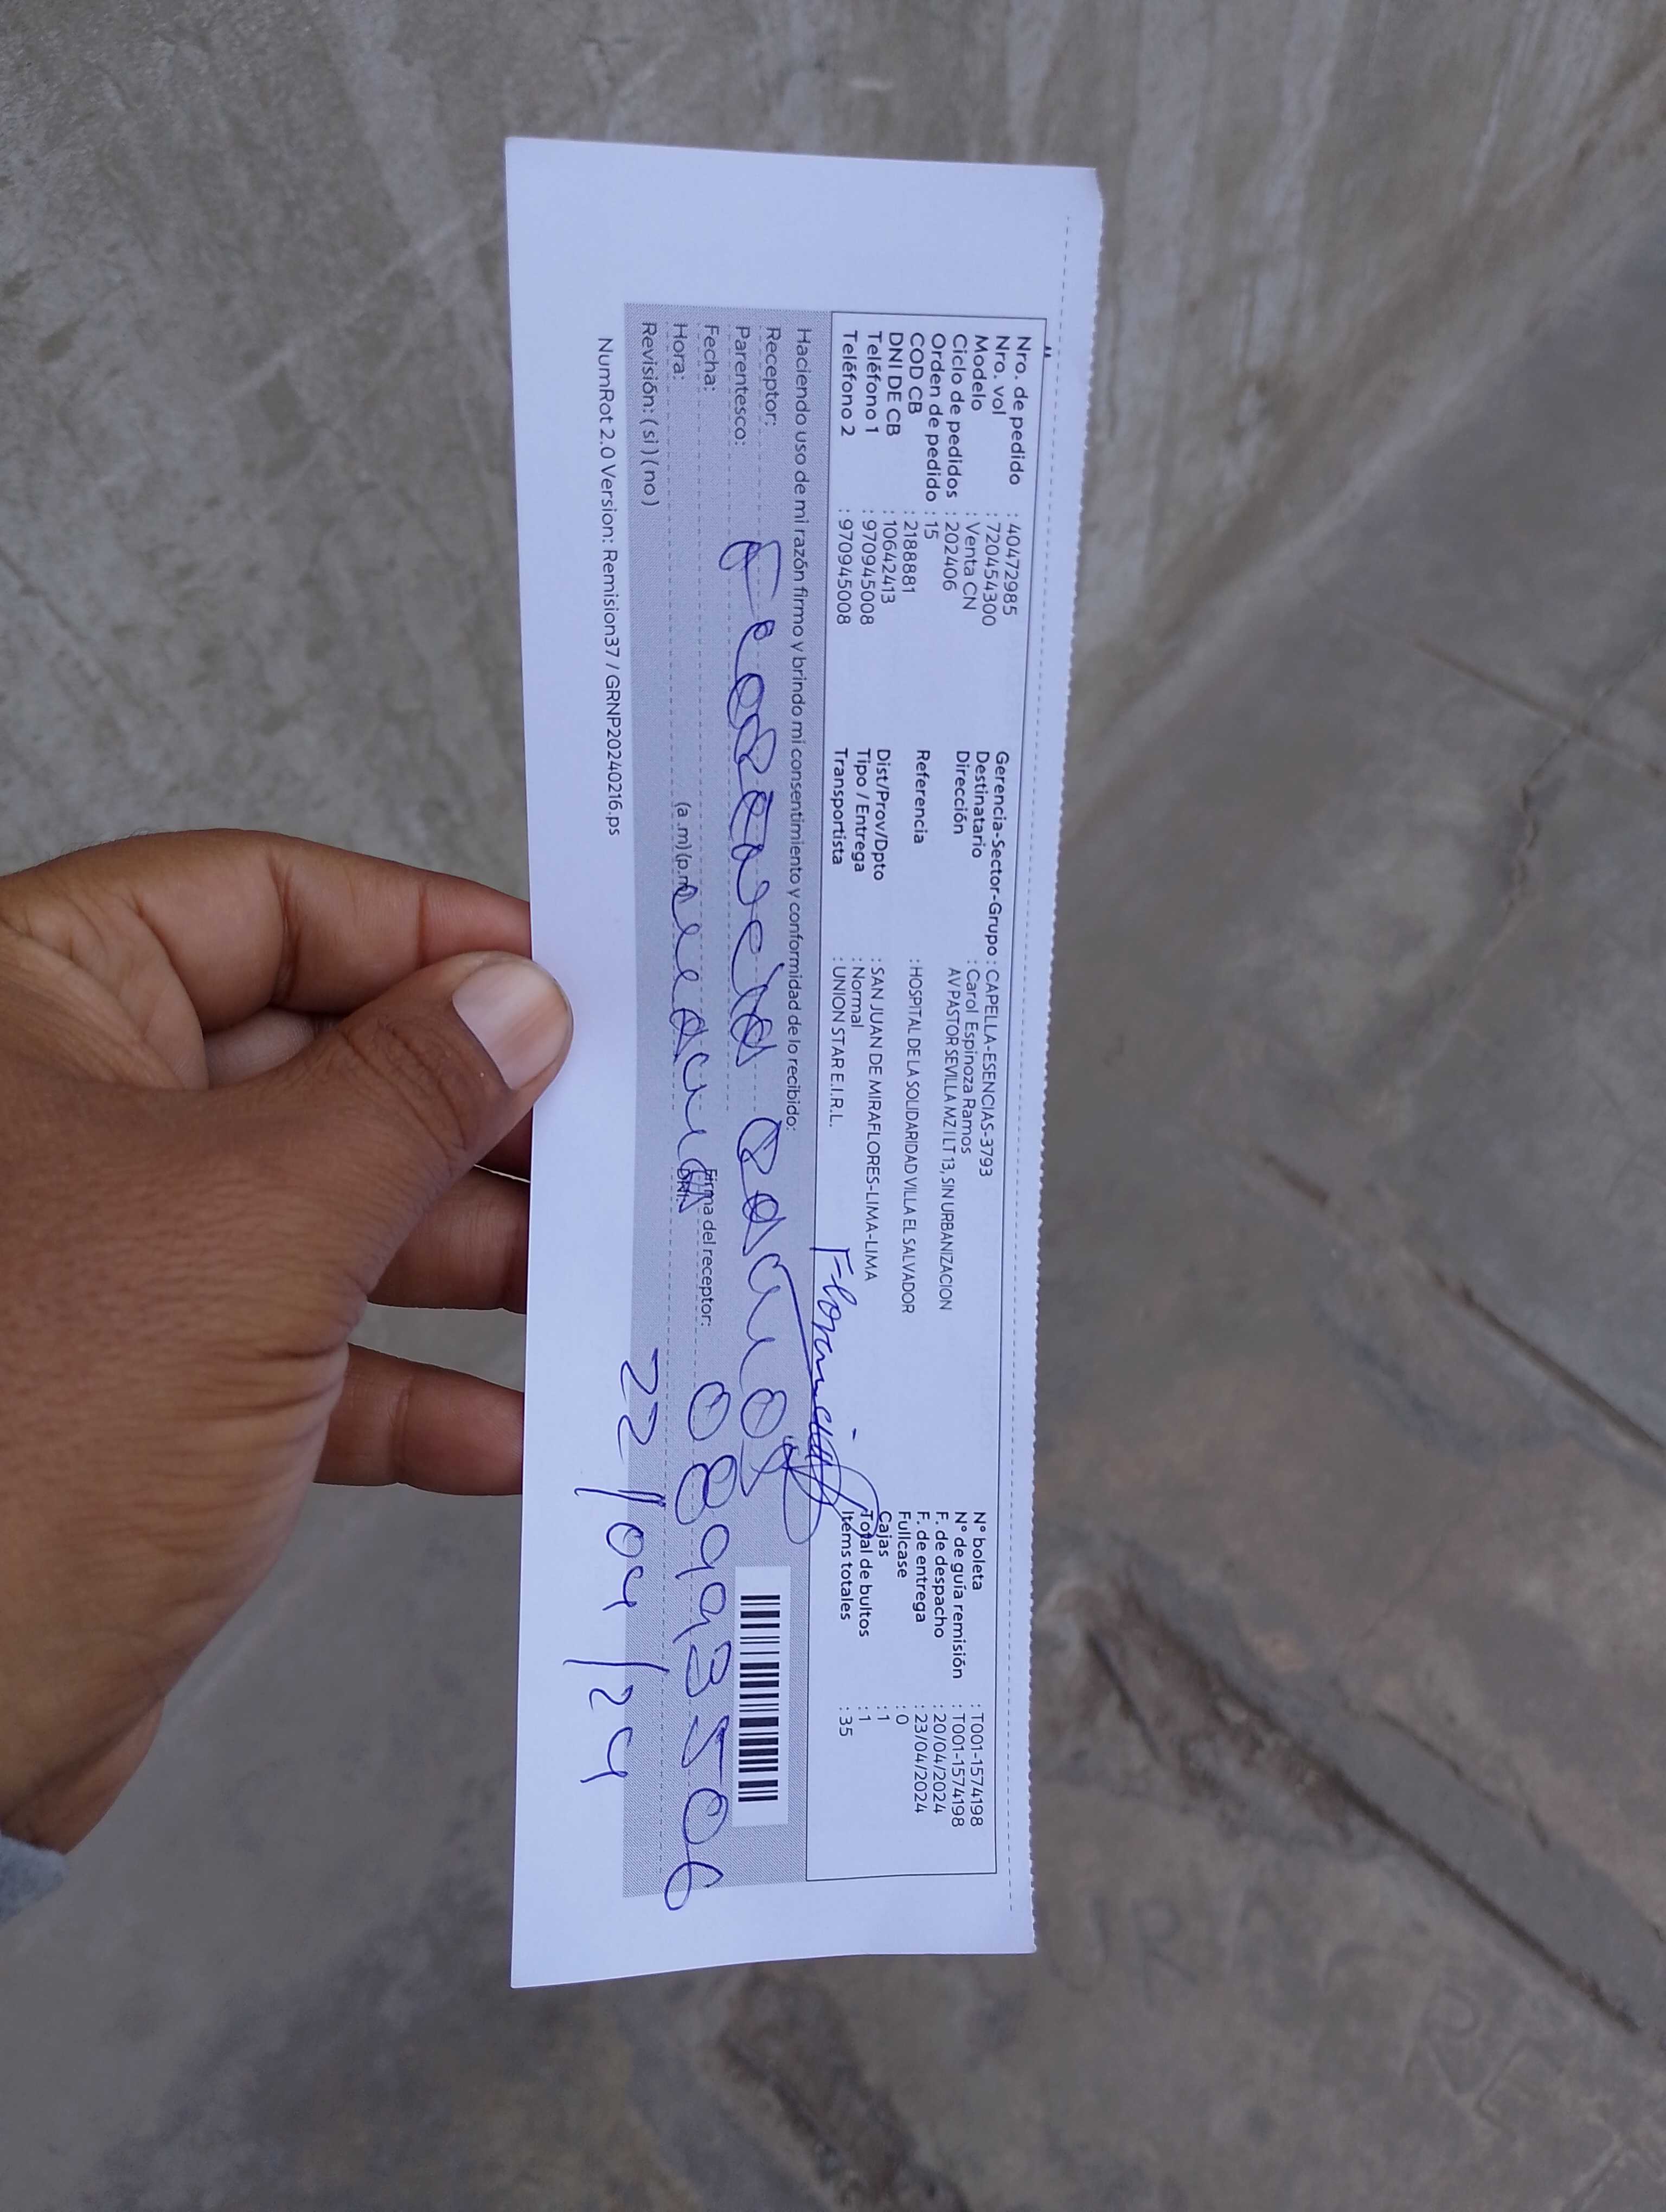 Nro. de pedido : 40472985
Nro. vol : 720454300
Modelo : Venta CN
Ciclo de pedidos : 202406
Orden de pedido : 15
COD CB : 2188881
DNI DE CB : 10642413
Teléfono 1 : 970945008
Teléfono 2 : 970945008
Gerencia-Sector-Grupo : CAPELLA-ESENCIAS-3793
Destinatario : Carol Espinoza Ramos
Dirección AV PASTOR SEVILLA MZ I LT 13, SIN URBANIZACION
Referencia : HOSPITAL DE LA SOLIDARIDAD VILLA EL SALVADOR
Dist/Prov/Dpto : SAN JUAN DE MIRAFLORES-LIMA-LIMA
Tipo / Entrega : Normal
Transportista : UNION STAR E.I.R.L.
N° boleta : T001-1574198
N° de guía remisión : T001-1574198
F. de despacho : 20/04/2024
F. de entrega : 23/04/2024
Fullcase : 0
Cajas : 1
Total de bultos : 1
Items totales : 35
Haciendo uso de mi razón firmo y brindo mi consentimiento y conformidad de lo recibido:
Receptor:
Parentesco:
Fecha:
Hora: (a .m) (p.m
Firma del receptor:
08993506
Revisión: ( si ) ( no )
22/04/24
NumRot 2.0 Version: Remision37 / GRNP20240216.ps